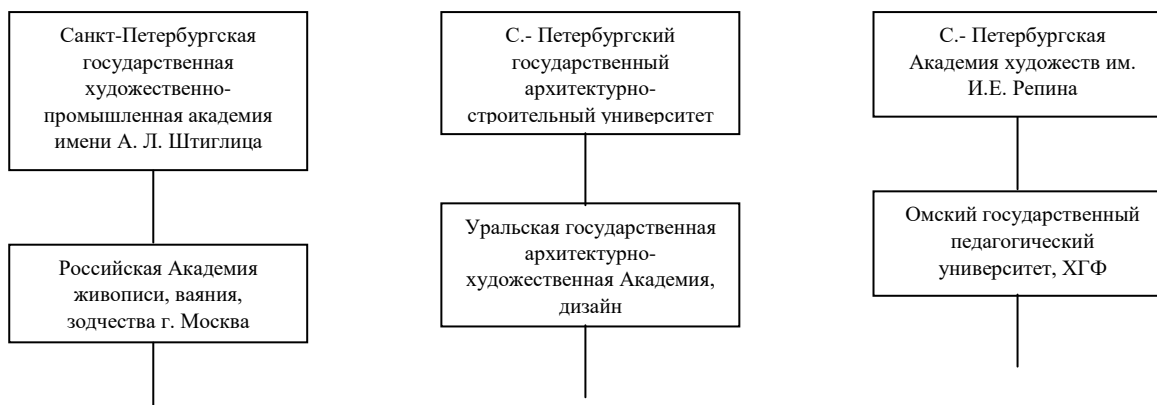 Санкт-Петербургская
государственная
художественно-
промышленная академия
имени А. Л. Штиглица
Российская Академия
живописи, ваяния,
зодчества г. Москва
С.- Петербургский
государственный
архитектурно-
строительный университет
Уральская государственная
архитектурно-
художественная Академия,
дизайн
С.- Петербургская
Академия художеств им.
И.Е. Репина
Омский государственный
педагогический
университет, ХГФ